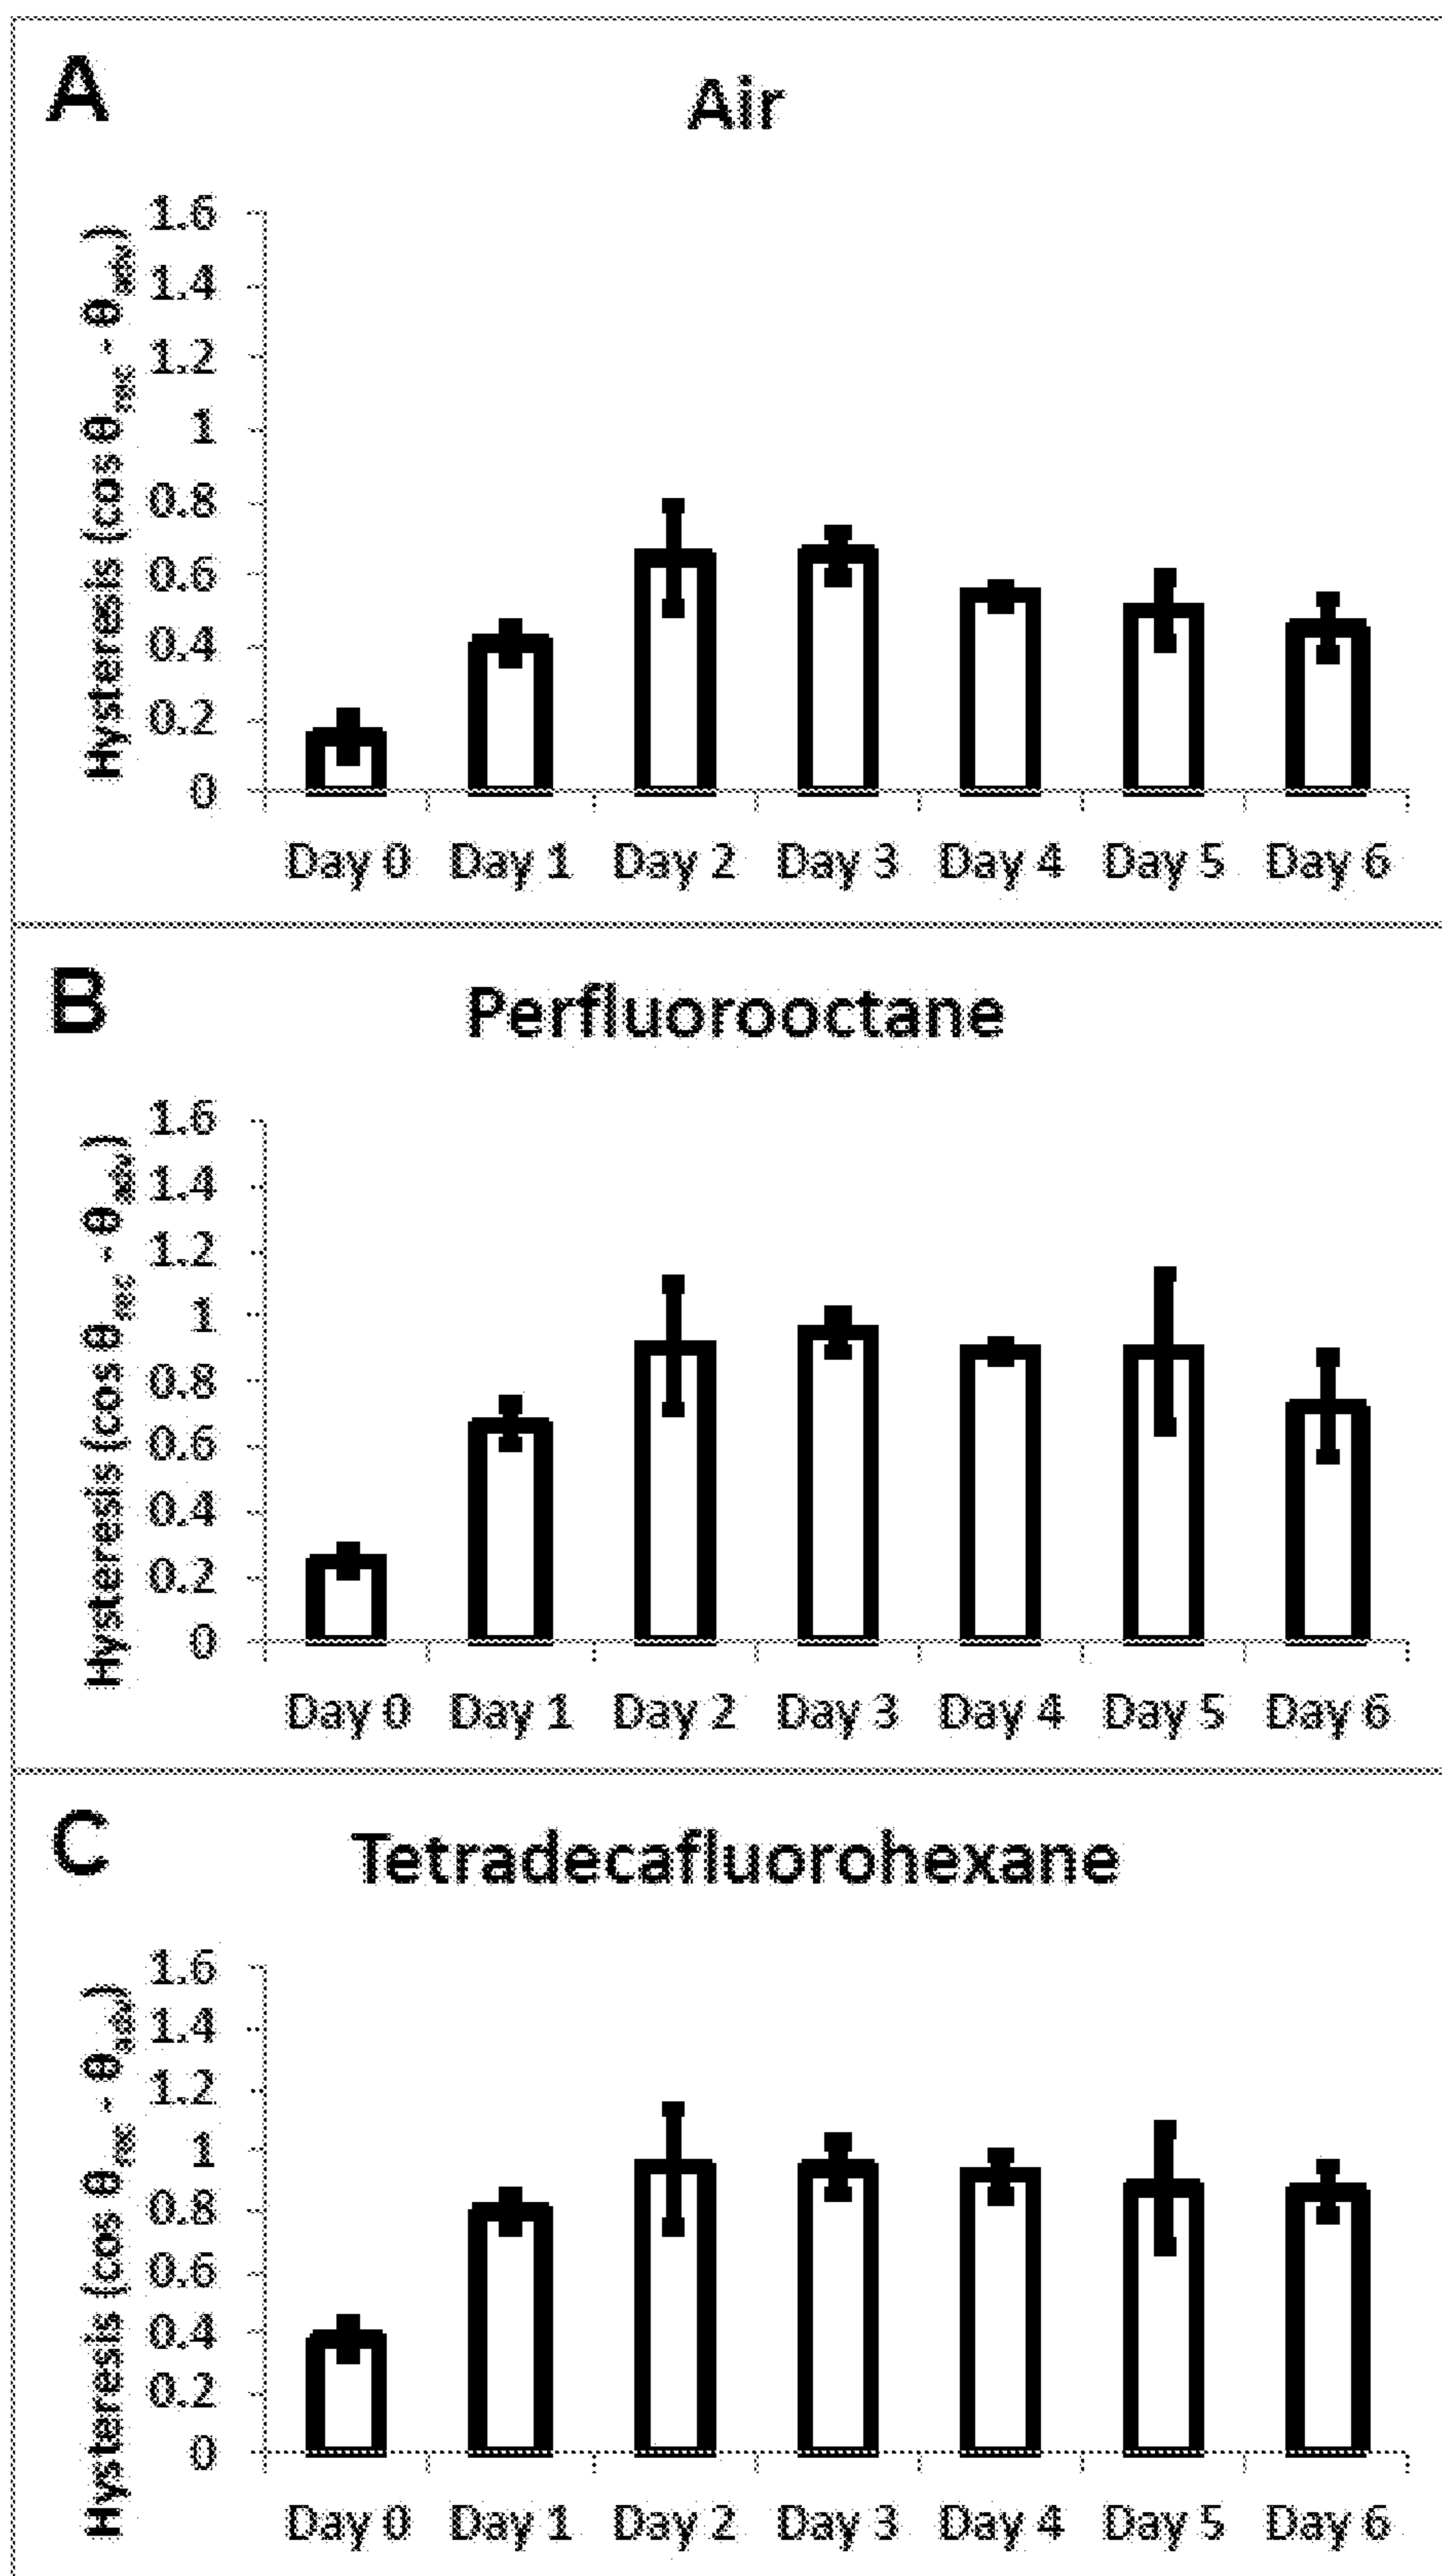 A
Air
Hysteresis (cos θrec - θadv)
1.6
1.4
1.2
1
0.8
0.6
0.4
0.2
0
Day 0 Day 1 Day 2 Day 3 Day 4 Day 5 Day 6
B
Perfluorooctane
Hysteresis (cos θrec - θadv)
1.6
1.4
1.2
1
0.8
0.6
0.4
0.2
0
Day 0 Day 1 Day 2 Day 3 Day 4 Day 5 Day 6
C
Tetradecafluorohexane
Hysteresis (cos θrec - θadv)
1.6
1.4
1.2
1
0.8
0.6
0.4
0.2
0
Day 0 Day 1 Day 2 Day 3 Day 4 Day 5 Day 6